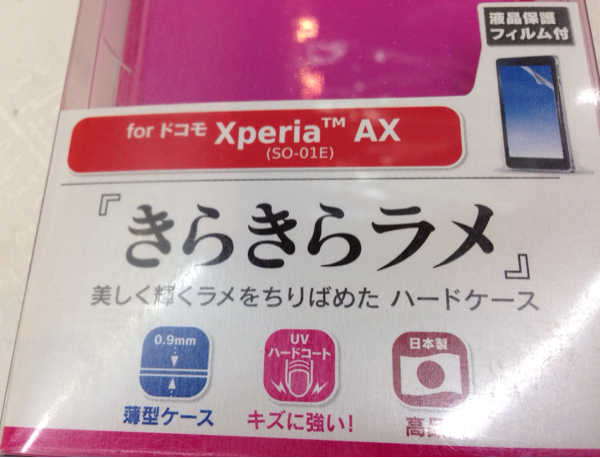 液晶保護
フィルム付
for ドコモ Xperia™ AX
(SO-01E)
『きらきらラメ』
美しく輝くラメをちりばめた ハードケース
0.9mm
薄型ケース
UV
ハードコート
キズに強い!
日本製
高品